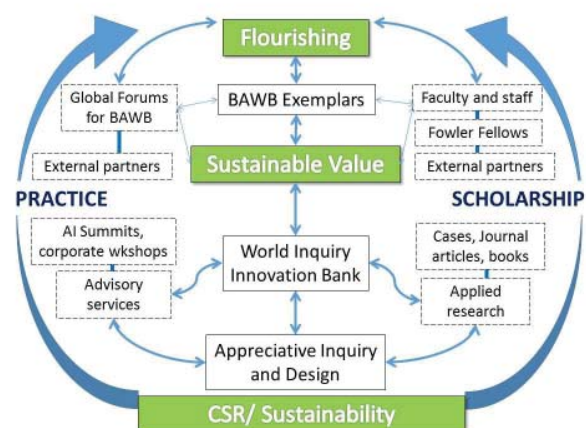 Flourishing
Global Forums
for BAWB
BAWB Exemplars
Faculty and staff
Fowler Fellows
External partners
Sustainable Value
External partners
PRACTICE
SCHOLARSHIP
AI Summits,
corporate wkshops
World Inquiry
Innovation Bank
Cases, Journal
articles, books
Advisory
services
Applied
research
Appreciative Inquiry
and Design
CSR/ Sustainability